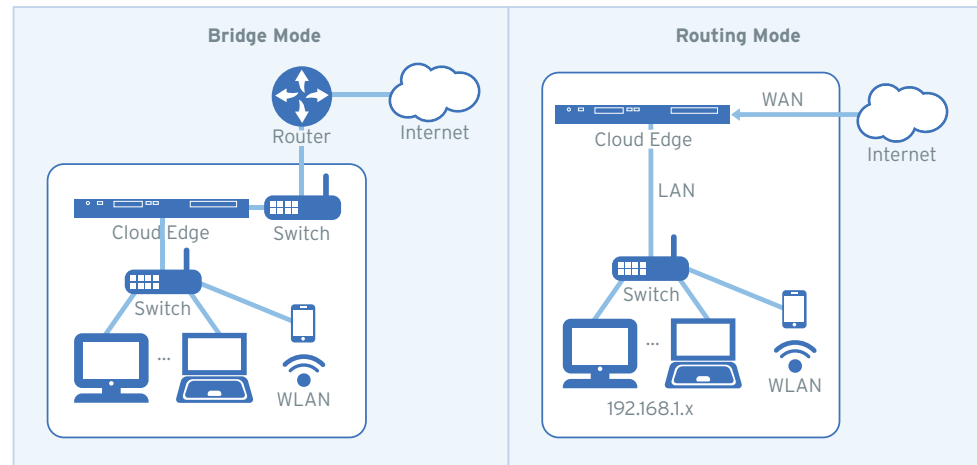 Bridge Mode
Router
Internet
Cloud Edge
Switch
Switch
...
WLAN
Routing Mode
WAN
Cloud Edge
Internet
LAN
Switch
...
WLAN
192.168.1.x